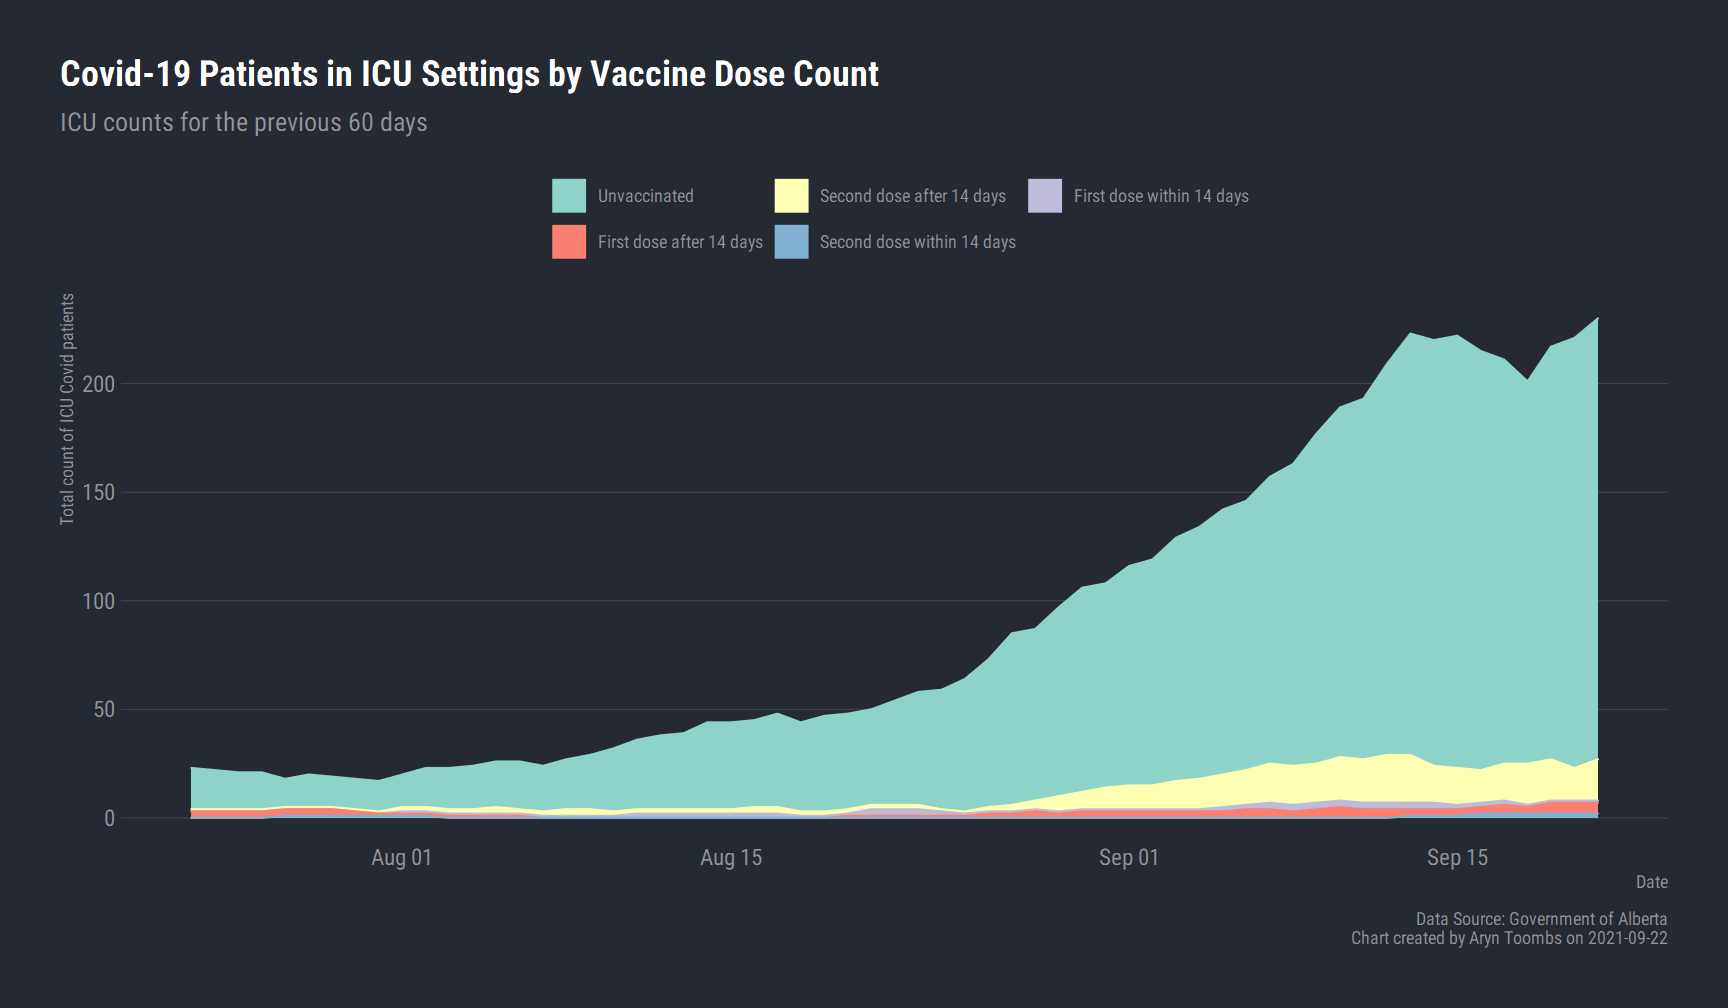 Covid-19 Patients in ICU Settings by Vaccine Dose Count
ICU counts for the previous 60 days
Unvaccinated
Second dose after 14 days
First dose within 14 days
First dose after 14 days
Second dose within 14 days
Total count of ICU Covid patients
200
150
100
50
0
Aug 01
Aug 15
Sep 01
Sep 15
Date
Data Source: Government of Alberta
Chart created by Aryn Toombs on 2021-09-22